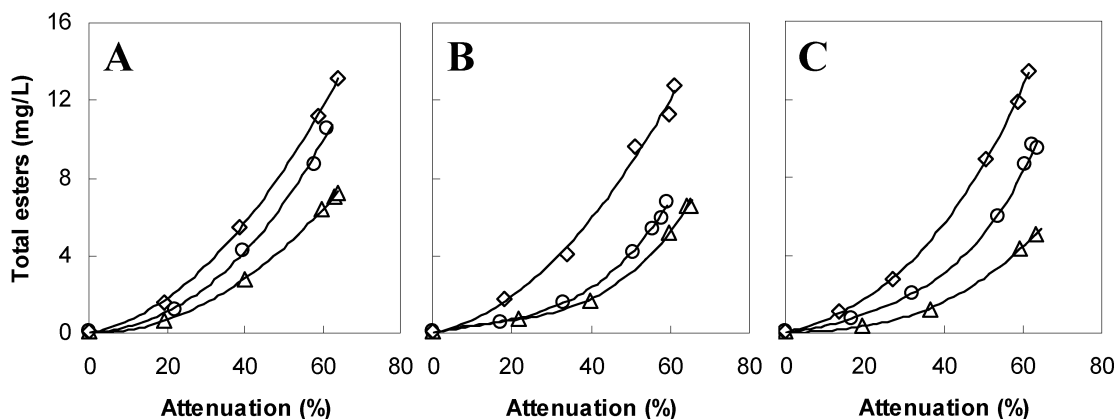 A
B
C
Total esters (mg/L)
16
12
8
4
0
0 20 40 60 80
0 20 40 60 80
0 20 40 60 80
Attenuation (%)
Attenuation (%)
Attenuation (%)